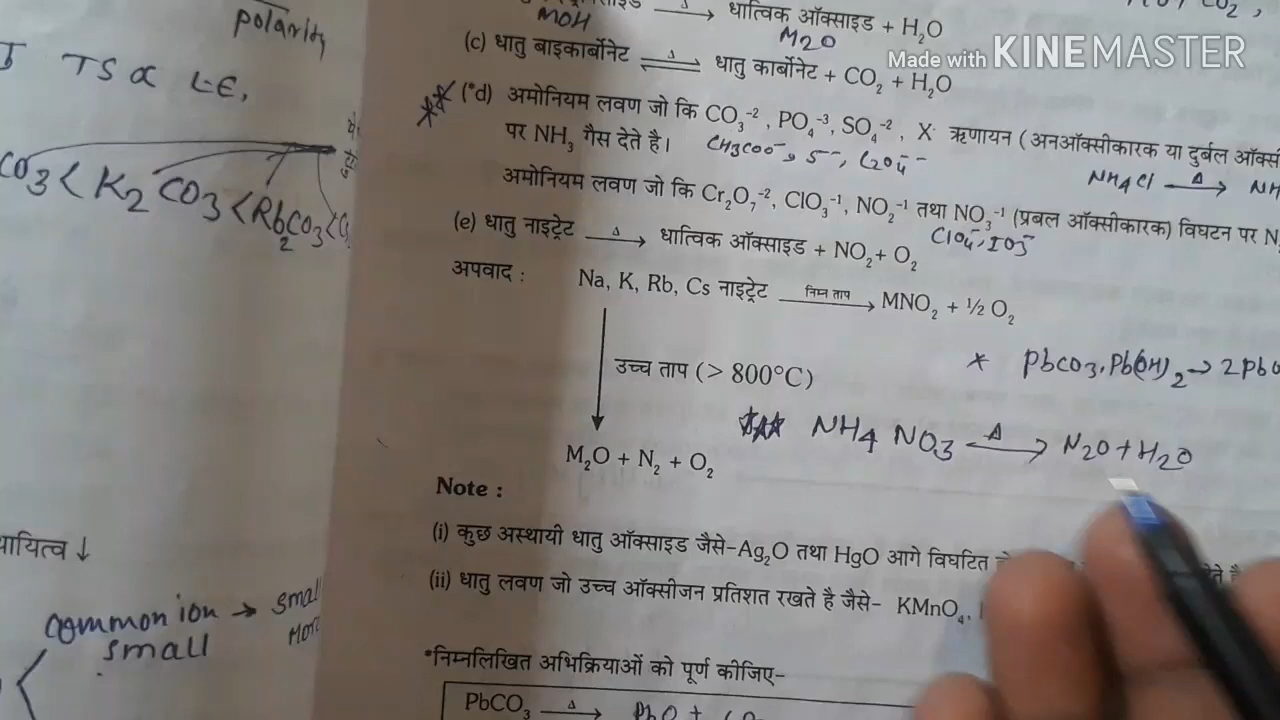 polarity
TS ∝ L·E,
CO3 < K2CO3 < Rb2CO3 < C
स्थायित्व ↓
common ion → small
small
More
धात्विक ऑक्साइड + H₂O
MOH M2O
Made with KINEMASTER
(c) धातु बाइकार्बोनेट ⇌ Δ धातु कार्बोनेट + CO₂ + H₂O
(*d) अमोनियम लवण जो कि CO₃⁻², PO₄⁻³, SO₄⁻², X⁻ ऋणायन (अनऑक्सीकारक या दुर्बल
पर NH₃ गैस देते है। CH3COO⁻, S⁻⁻, C2O4⁻⁻
NH4Cl Δ→ NH
अमोनियम लवण जो कि Cr₂O₇⁻², ClO₃⁻¹, NO₂⁻¹ तथा NO₃⁻¹ (प्रबल ऑक्सीकारक) विघटन पर N
ClO4⁻, IO3⁻
(e) धातु नाइट्रेट Δ→ धात्विक ऑक्साइड + NO₂ + O₂
अपवाद : Na, K, Rb, Cs नाइट्रेट निम्न ताप→ MNO₂ + ½ O₂
उच्च ताप (> 800°C)
* PbCO3.Pb(OH)2 → 2PbO
*** NH4NO3 Δ→ N2O + H2O
M₂O + N₂ + O₂
Note :
(i) कुछ अस्थायी धातु ऑक्साइड जैसे-Ag₂O तथा HgO आगे विघटित
(ii) धातु लवण जो उच्च ऑक्सीजन प्रतिशत रखते है जैसे- KMnO₄,
*निम्नलिखित अभिक्रियाओं को पूर्ण कीजिए-
PbCO₃ Δ→ PbO +